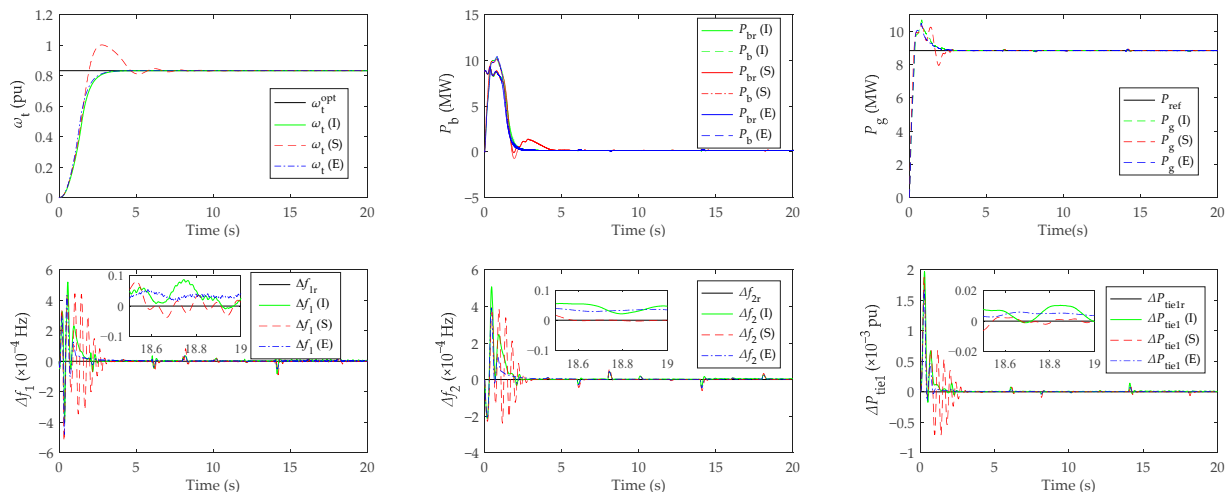 1.2
1
0.8
0.6
0.4
0.2
0
0 5 10 15 20
Time (s)
ω_t (pu)
ω_t^opt
ω_t (I)
ω_t (S)
ω_t (E)
15
10
5
0
−5
0 5 10 15 20
Time (s)
P_b (MW)
P_br (I)
P_b (I)
P_br (S)
P_b (S)
P_br (E)
P_b (E)
10
8
6
4
2
0
0 5 10 15 20
Time(s)
P_g (MW)
P_ref
P_g (I)
P_g (S)
P_g (E)
6
4
2
0
−2
−4
−6
0 5 10 15 20
Time (s)
Δf_1 (×10^−4 Hz)
0.1
0
−0.1
18.6 18.8 19
Δf_1r
Δf_1 (I)
Δf_1 (S)
Δf_1 (E)
6
4
2
0
−2
−4
0 5 10 15 20
Time (s)
Δf_2 (×10^−4 Hz)
0.1
0
−0.1
18.6 18.8 19
Δf_2r
Δf_2 (I)
Δf_2 (S)
Δf_2 (E)
2
1.5
1
0.5
0
−0.5
−1
0 5 10 15 20
Time (s)
ΔP_tie1 (×10^−3 pu)
0.02
0
−0.02
18.6 18.8 19
ΔP_tie1r
ΔP_tie1 (I)
ΔP_tie1 (S)
ΔP_tie1 (E)